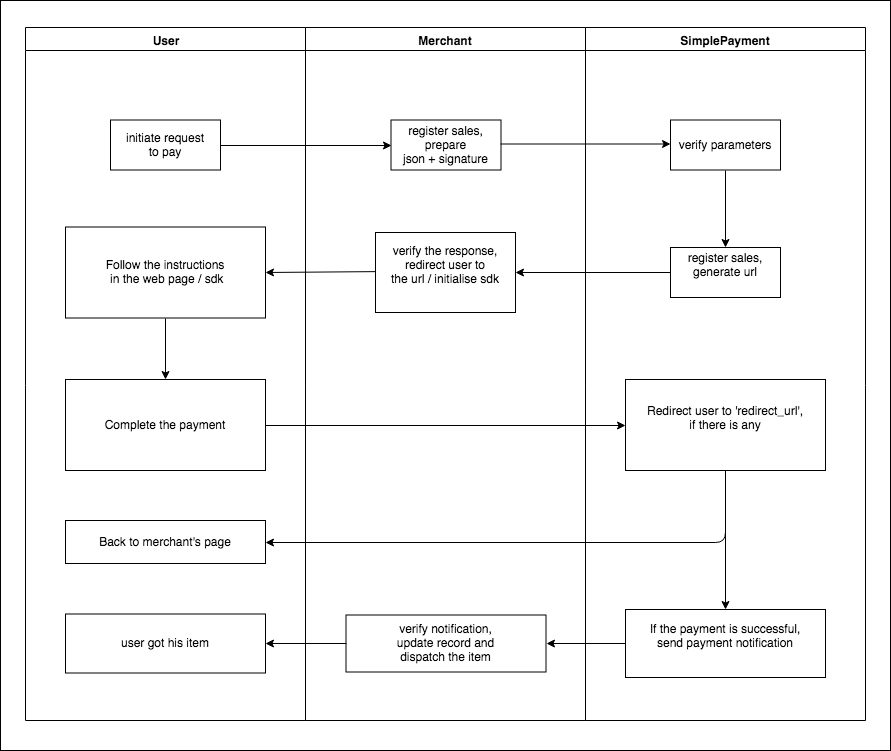 User
Merchant
SimplePayment
initiate request
to pay
register sales,
prepare
json + signature
verify parameters
Follow the instructions
in the web page / sdk
verify the response,
redirect user to
the url / initialise sdk
register sales,
generate url
Complete the payment
Redirect user to 'redirect_url',
if there is any
Back to merchant's page
user got his item
verify notification,
update record and
dispatch the item
If the payment is successful,
send payment notification